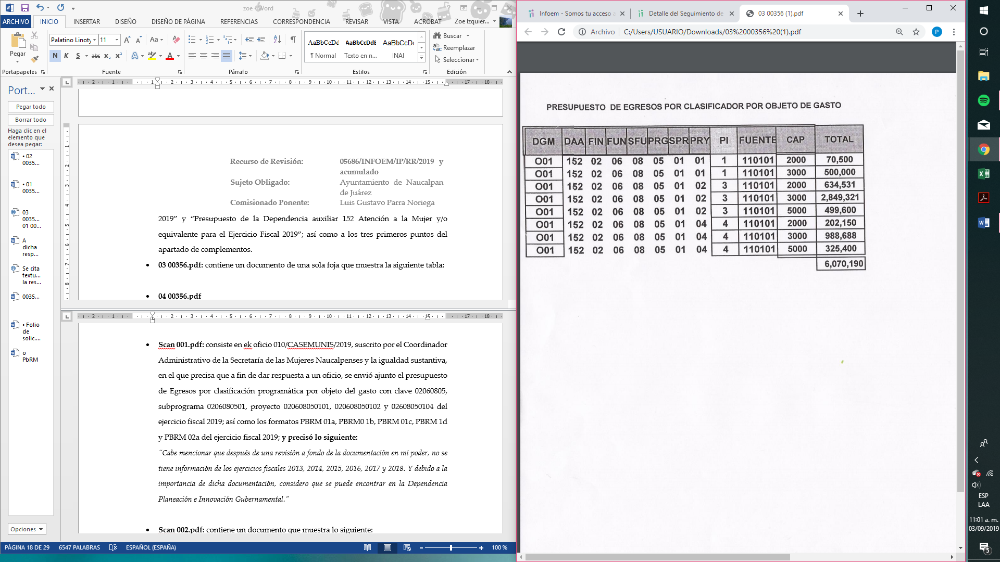 zoe - Word
ARCHIVO INICIO INSERTAR DISEÑO DISEÑO DE PÁGINA REFERENCIAS CORRESPONDENCIA REVISAR VISTA ACROBAT Zoe Izquier...
Pegar
Palatino Linoty 11
Aa
N K S abc x₂ x²
AaBbCcDc AaBbCcDdE AaBbCcDc
¶ Normal Texto en n... INAI
Buscar
Reemplazar
Seleccionar
Portapapeles Fuente Párrafo Estilos Edición
Port...
Pegar todo
Borrar todo
Haga clic en el
elemento que
desea pegar:
• 02
0035...
• 01
0035...
03
0035...
01 00...
A
dicha
resp...
Se cita
textu...
la res...
0035...
• Folio
de
solic....
o
PbRM
Opciones
Recurso de Revisión: 05686/INFOEM/IP/RR/2019 y
acumulado
Sujeto Obligado: Ayuntamiento de Naucalpan
de Juárez
Comisionado Ponente: Luis Gustavo Parra Noriega
2019” y “Presupuesto de la Dependencia auxiliar 152 Atención a la Mujer y/o
equivalente para el Ejercicio Fiscal 2019”; así como a los tres primeros puntos del
apartado de complementos.
• 03 00356.pdf: contiene un documento de una sola foja que muestra la siguiente tabla:
• 04 00356.pdf
• Scan 001.pdf: consiste en ek oficio 010/CASEMUNIS/2019, suscrito por el Coordinador
Administrativo de la Secretaría de las Mujeres Naucalpenses y la igualdad sustantiva,
en el que precisa que a fin de dar respuesta a un oficio, se envió ajunto el presupuesto
de Egresos por clasificación programática por objeto del gasto con clave 02060805,
subprograma 0206080501, proyecto 020608050101, 020608050102 y 02608050104 del
ejercicio fiscal 2019; así como los formatos PBRM 01a, PBRM0 1b, PBRM 01c, PBRM 1d
y PBRM 02a del ejercicio fiscal 2019; y precisó lo siguiente:
“Cabe mencionar que después de una revisión a fondo de la documentación en mi poder, no se
tiene información de los ejercicios fiscales 2013, 2014, 2015, 2016, 2017 y 2018. Y debido a la
importancia de dicha documentación, considero que se puede encontrar en la Dependencia
Planeación e Innovación Gubernamental.”
• Scan 002.pdf: contiene un documento que muestra lo siguiente:
PÁGINA 18 DE 29 6547 PALABRAS ESPAÑOL (ESPAÑA) 100 %
Infoem - Somos tu acceso a Detalle del Seguimiento de 03 00356 (1).pdf
Archivo C:/Users/USUARIO/Downloads/03%2000356%20(1).pdf P
PRESUPUESTO DE EGRESOS POR CLASIFICADOR POR OBJETO DE GASTO
DGM DAA FIN FUN SFU PRG SPR PRY PI FUENTE CAP TOTAL
O01 152 02 06 08 05 01 01 1 110101 2000 70,500
O01 152 02 06 08 05 01 01 1 110101 3000 500,000
O01 152 02 06 08 05 01 02 3 110101 2000 634,531
O01 152 02 06 08 05 01 02 3 110101 3000 2,849,321
O01 152 02 06 08 05 01 02 3 110101 5000 499,600
O01 152 02 06 08 05 01 04 4 110101 2000 202,150
O01 152 02 06 08 05 01 04 4 110101 3000 988,688
O01 152 02 06 08 05 01 04 4 110101 5000 325,400
6,070,190
ESP
LAA
11:01 a. m.
03/09/2019
5